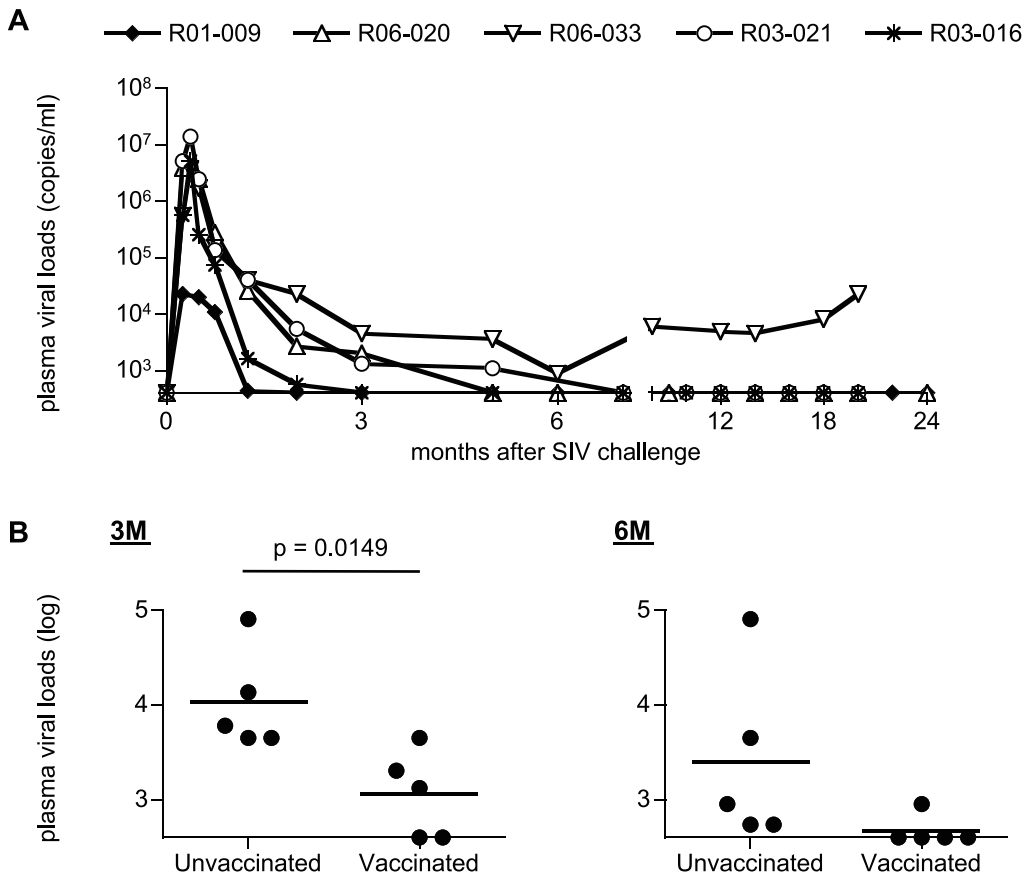 A
R01-009 R06-020 R06-033 R03-021 R03-016
plasma viral loads (copies/ml)
10⁸
10⁷
10⁶
10⁵
10⁴
10³
0 3 6 12 18 24
months after SIV challenge
B
3M
p = 0.0149
plasma viral loads (log)
5
4
3
Unvaccinated Vaccinated
6M
5
4
3
Unvaccinated Vaccinated